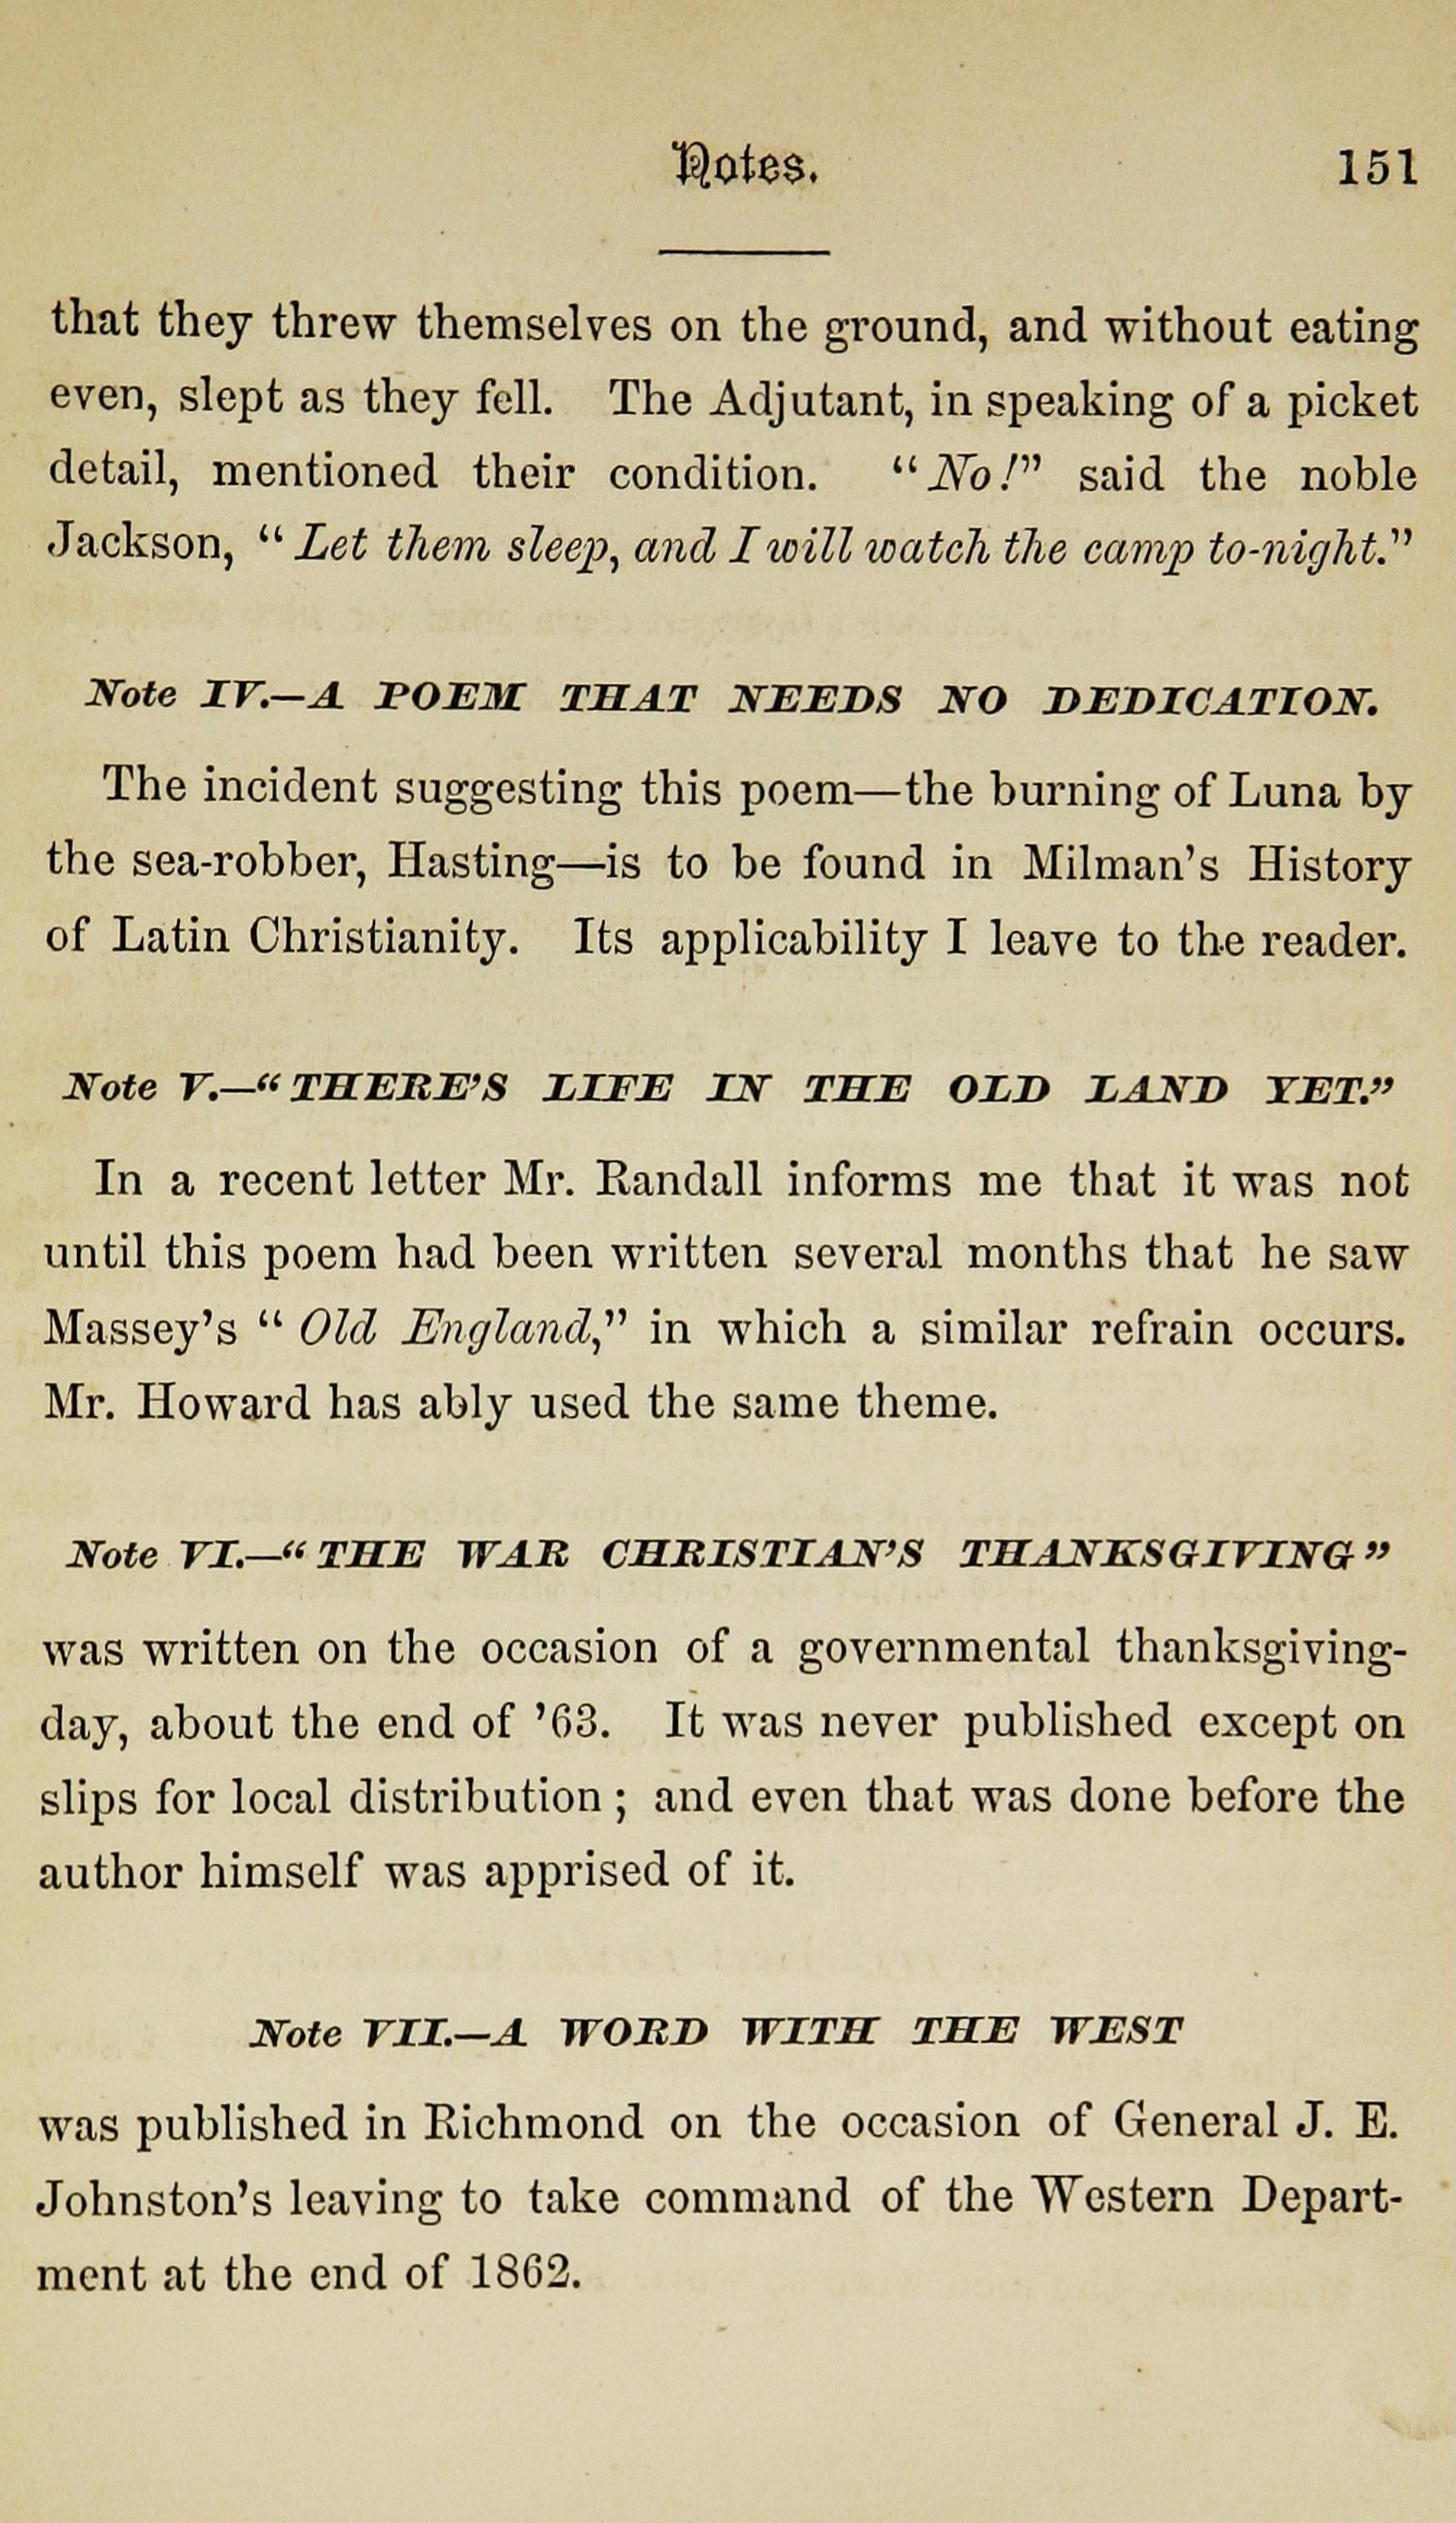 Notes.
151
that they threw themselves on the ground, and without eating
even, slept as they fell. The Adjutant, in speaking of a picket
detail, mentioned their condition. "No!" said the noble
Jackson, "Let them sleep, and I will watch the camp to-night."
Note IV.—A POEM THAT NEEDS NO DEDICATION.
The incident suggesting this poem—the burning of Luna by
the sea-robber, Hasting—is to be found in Milman's History
of Latin Christianity. Its applicability I leave to the reader.
Note V.—"THERE'S LIFE IN THE OLD LAND YET."
In a recent letter Mr. Randall informs me that it was not
until this poem had been written several months that he saw
Massey's "Old England," in which a similar refrain occurs.
Mr. Howard has ably used the same theme.
Note VI.—"THE WAR CHRISTIAN'S THANKSGIVING"
was written on the occasion of a governmental thanksgiving-
day, about the end of '63. It was never published except on
slips for local distribution; and even that was done before the
author himself was apprised of it.
Note VII.—A WORD WITH THE WEST
was published in Richmond on the occasion of General J. E.
Johnston's leaving to take command of the Western Depart-
ment at the end of 1862.